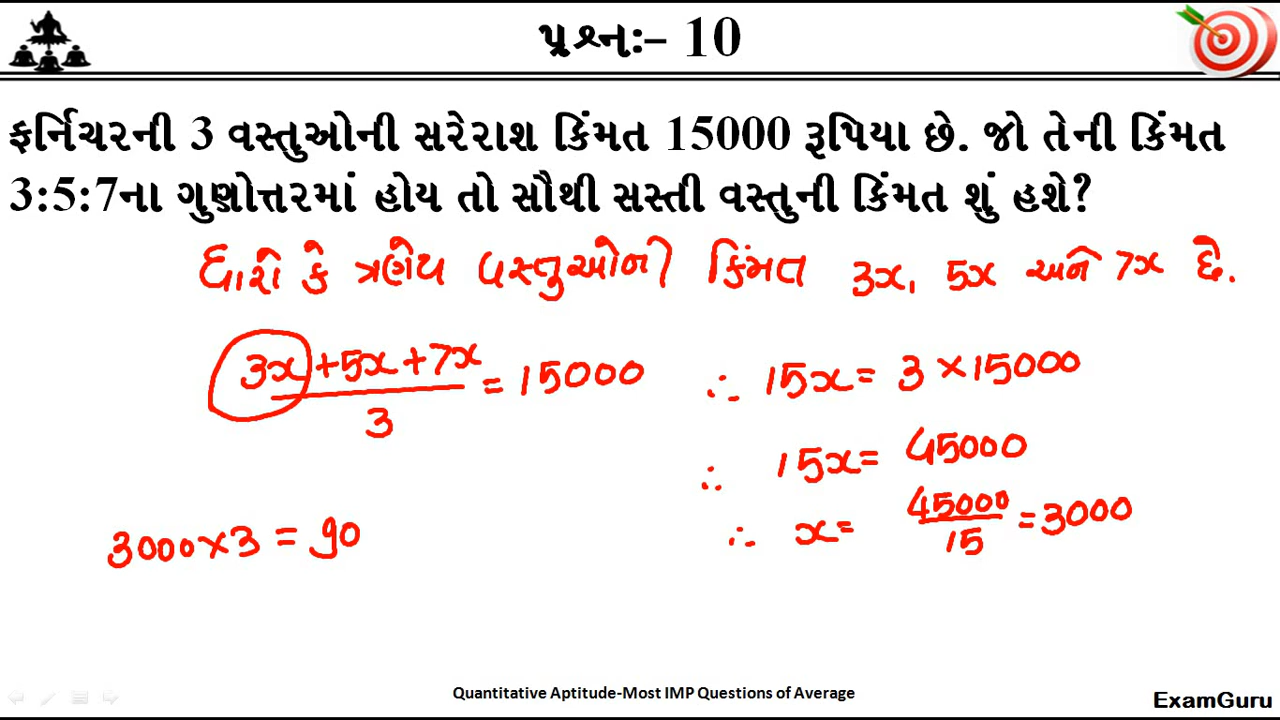 પ્રશ્ન:- 10
ફર્નિચરની 3 વસ્તુઓની સરેરાશ કિંમત 15000 રૂપિયા છે. જો તેની કિંમત
3:5:7ના ગુણોત્તરમાં હોય તો સૌથી સસ્તી વસ્તુની કિંમત શું હશે?
ધારો કે ત્રણેય વસ્તુઓની કિંમત 3x, 5x અને 7x છે.
3x + 5x + 7x / 3 = 15000
∴ 15x = 3 × 15000
∴ 15x = 45000
∴ x = 45000 / 15 = 3000
3000 × 3 = 90
Quantitative Aptitude-Most IMP Questions of Average
ExamGuru